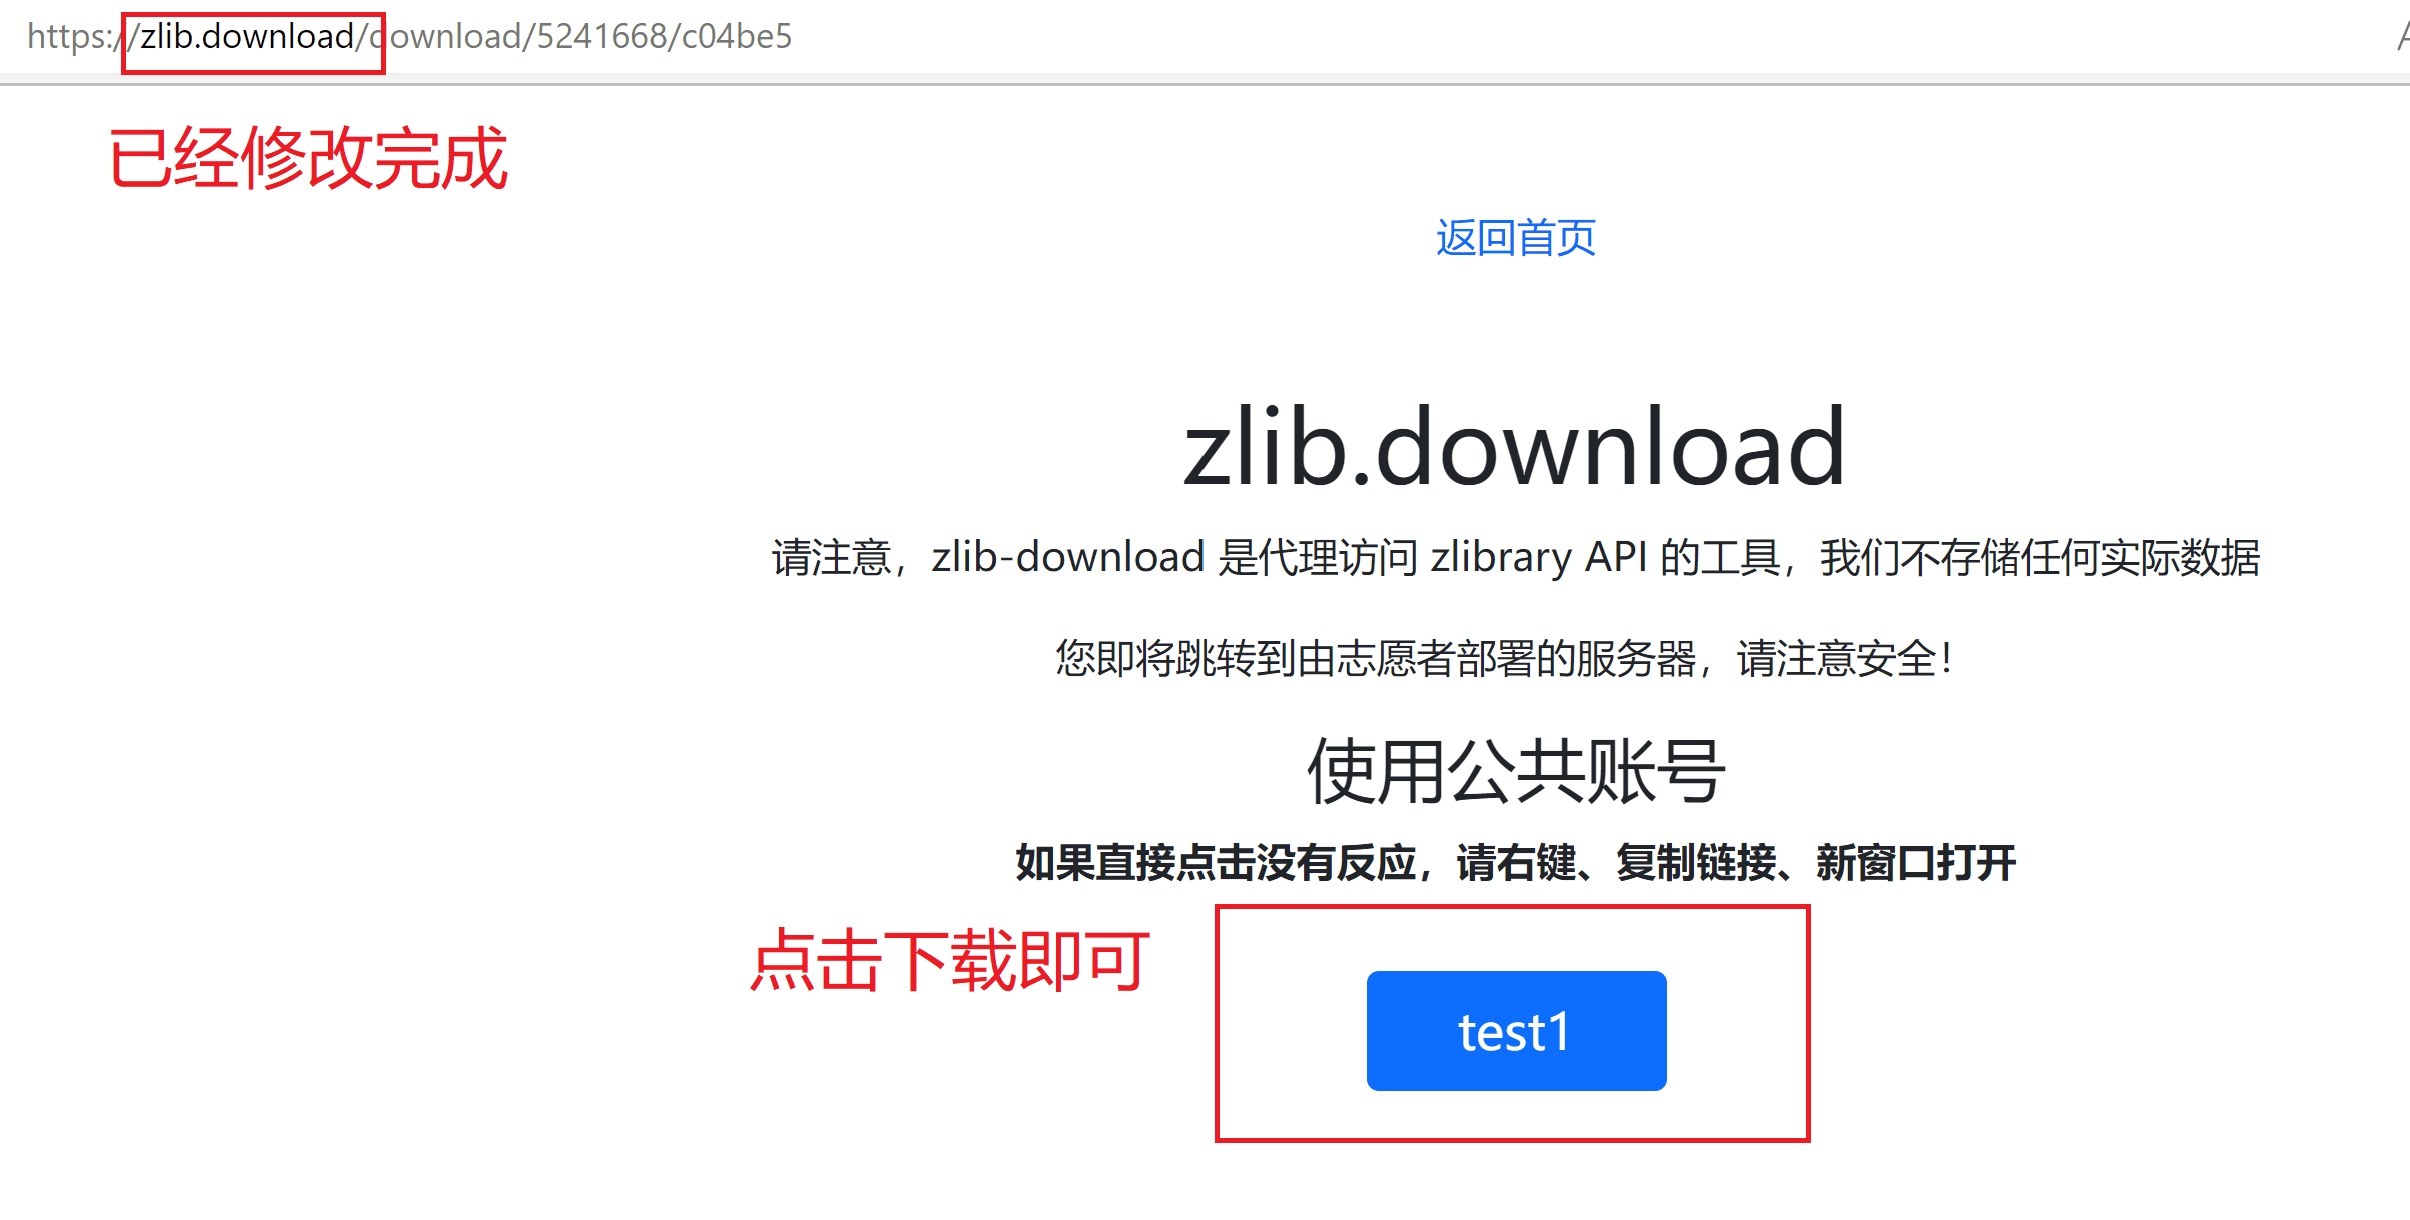 https://zlib.download/download/5241668/c04be5
已经修改完成
返回首页
zlib.download
请注意，zlib-download 是代理访问 zlibrary API 的工具，我们不存储任何实际数据
您即将跳转到由志愿者部署的服务器，请注意安全！
使用公共账号
如果直接点击没有反应，请右键、复制链接、新窗口打开
点击下载即可
test1